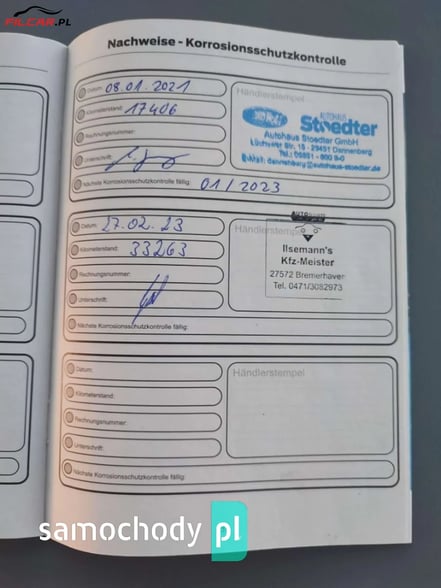 FILCAR.PL
Nachweise - Korrosionsschutzkontrolle
Datum: 08.01.2021
Kilometerstand: 17406
Rechnungsnummer:
Unterschrift:
Nächste Korrosionsschutzkontrolle fällig: 01/2023
Händlerstempel
AUTOHAUS
Stoedter
Autohaus Stoedter GmbH
Lüchower Str. 15 - 29451 Dannenberg
Datum: 27.02.23
Kilometerstand: 33263
Rechnungsnummer:
Unterschrift:
Nächste Korrosionsschutzkontrolle fällig:
Händlerstempel
Ilsemann's
Kfz-Meister
27572 Bremerhaven
Tel. 0471/3082973
Datum:
Kilometerstand:
Rechnungsnummer:
Unterschrift:
Nächste Korrosionsschutzkontrolle fällig:
Händlerstempel
samochody pl